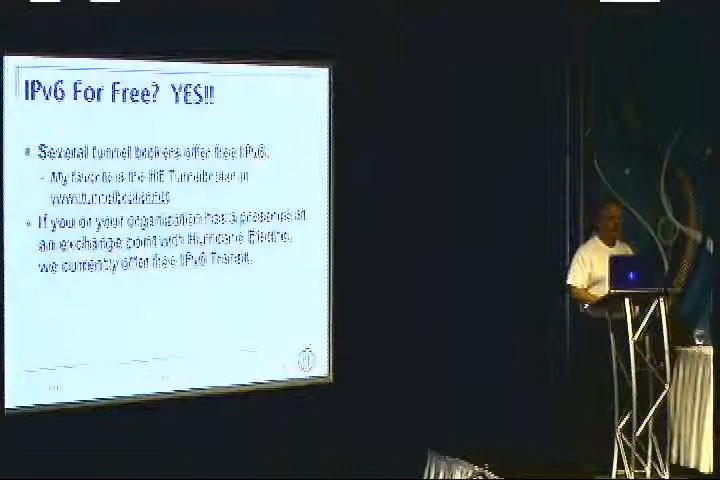 IPv6 For Free? YES!!
Several tunnel brokers offer free IPv6.
- My favorite is the HE Tunnelbroker at
www.tunnelbroker.net
If you or your organization has a presence at
an exchange point with Hurricane Electric,
we currently offer free IPv6 Transit.